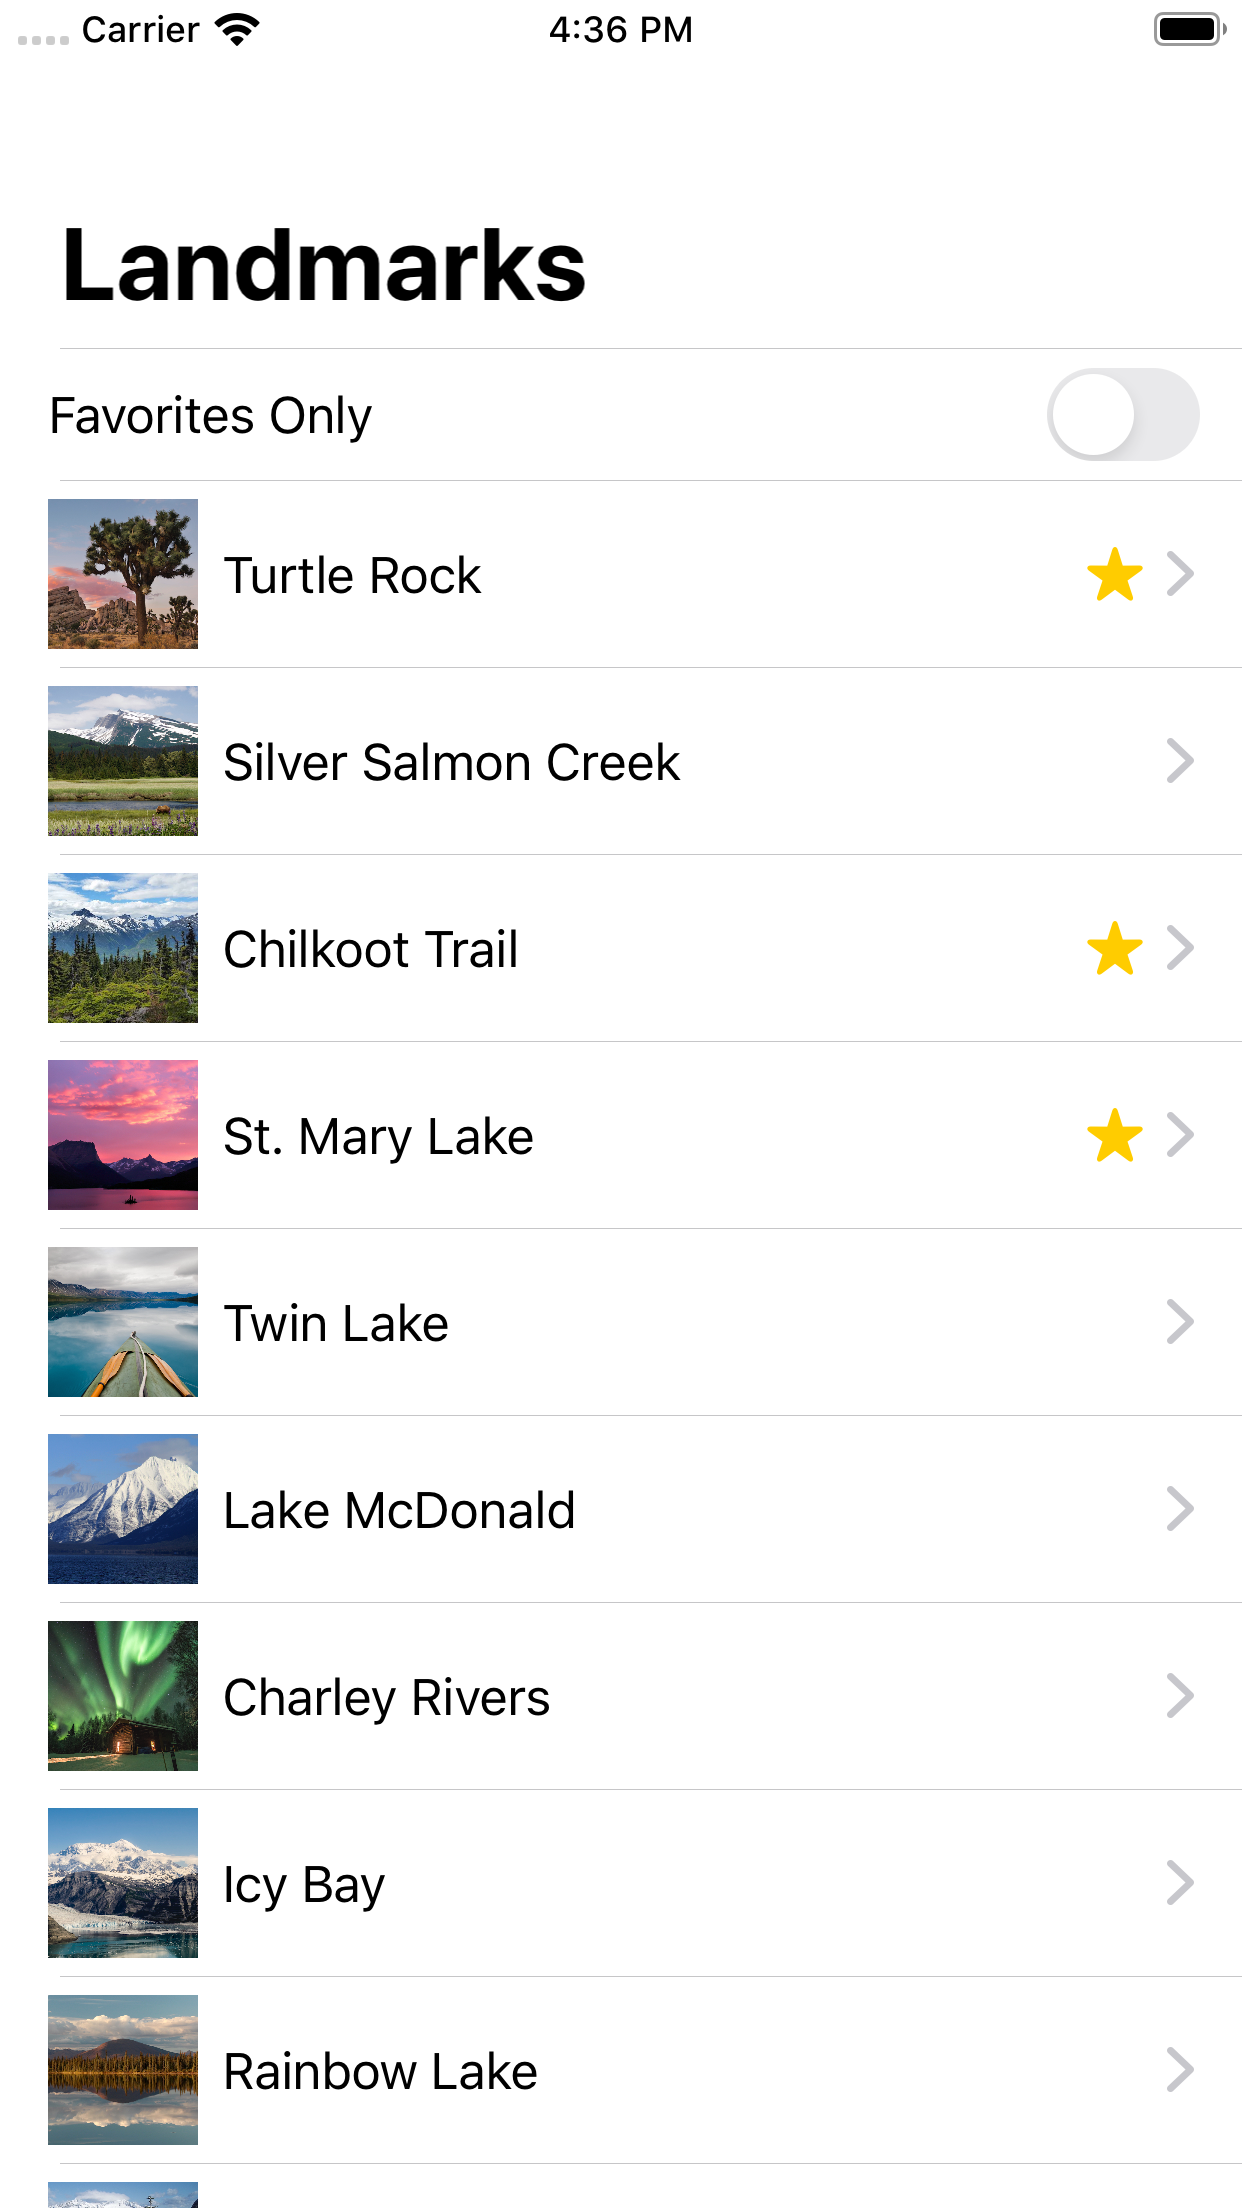 Carrier 4:36 PM
Landmarks
Favorites Only
Turtle Rock
Silver Salmon Creek
Chilkoot Trail
St. Mary Lake
Twin Lake
Lake McDonald
Charley Rivers
Icy Bay
Rainbow Lake